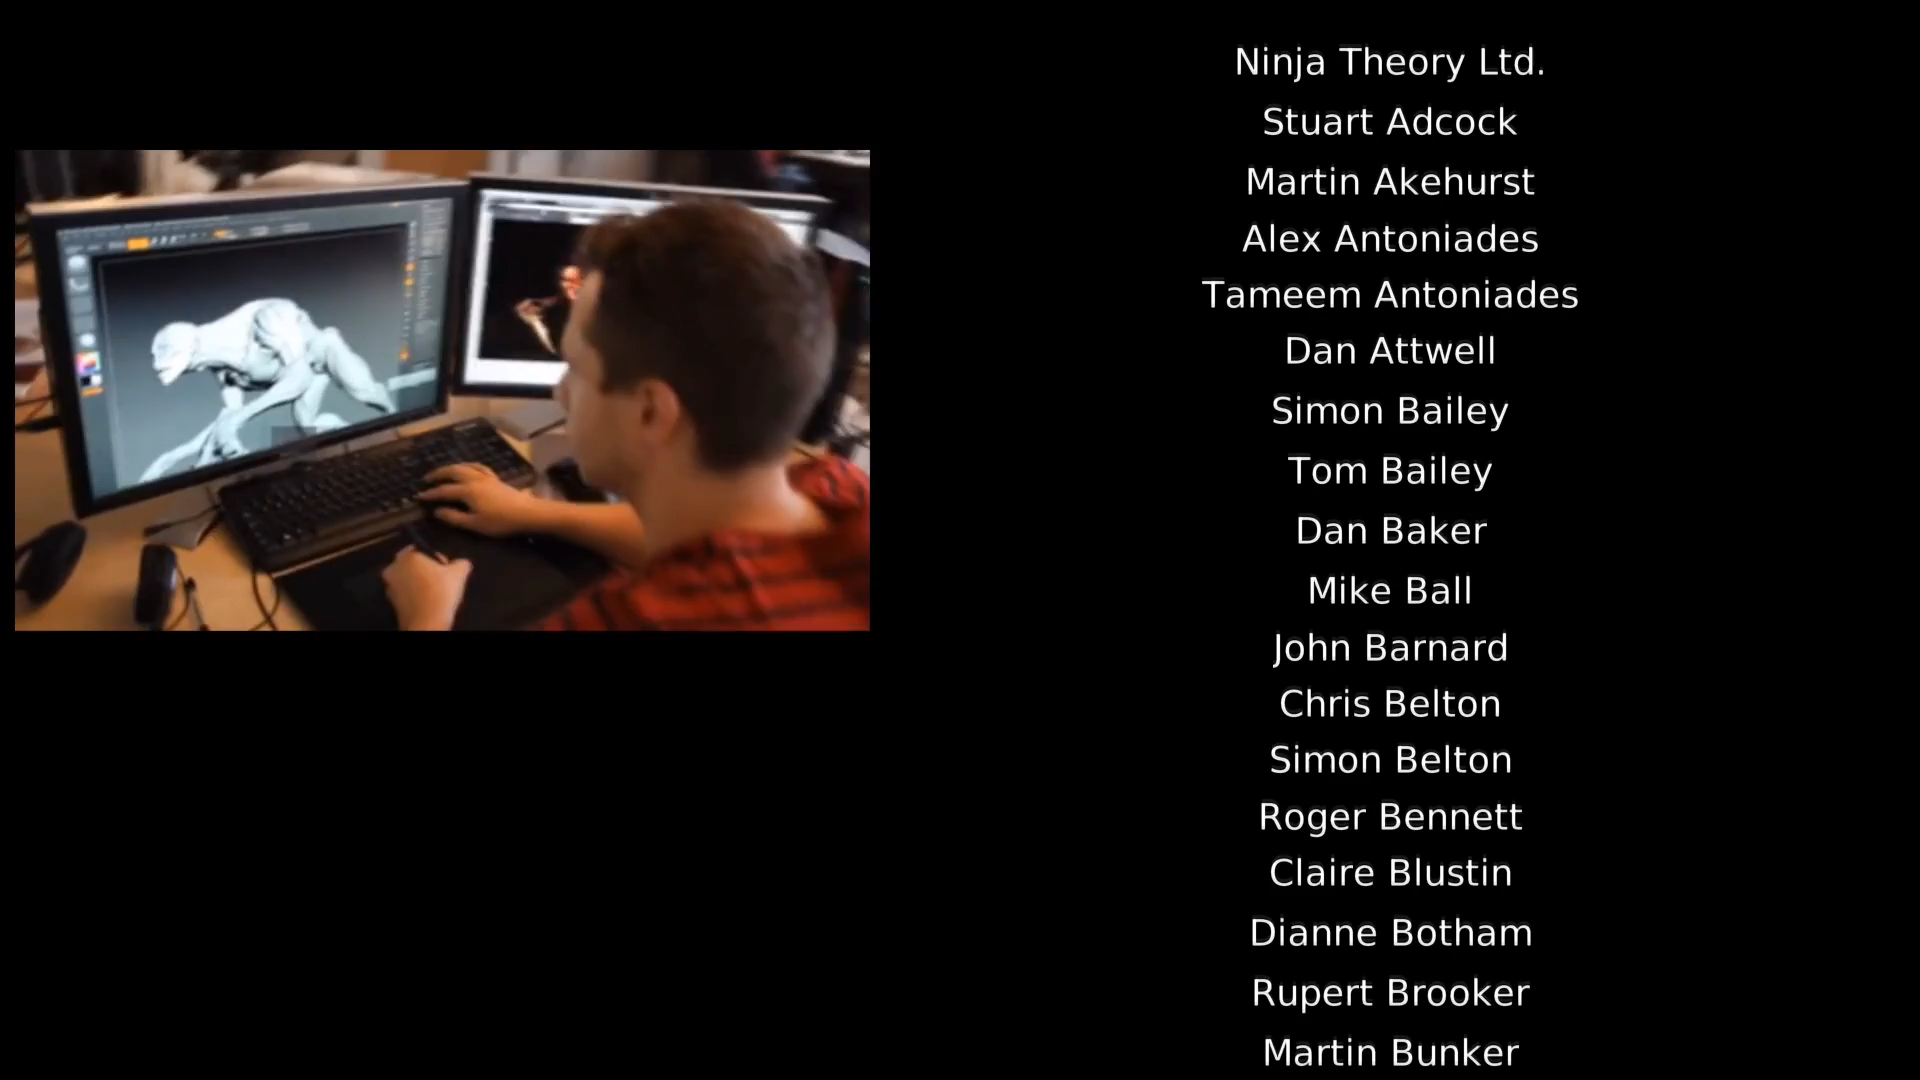 Ninja Theory Ltd.
Stuart Adcock
Martin Akehurst
Alex Antoniades
Tameem Antoniades
Dan Attwell
Simon Bailey
Tom Bailey
Dan Baker
Mike Ball
John Barnard
Chris Belton
Simon Belton
Roger Bennett
Claire Blustin
Dianne Botham
Rupert Brooker
Martin Bunker